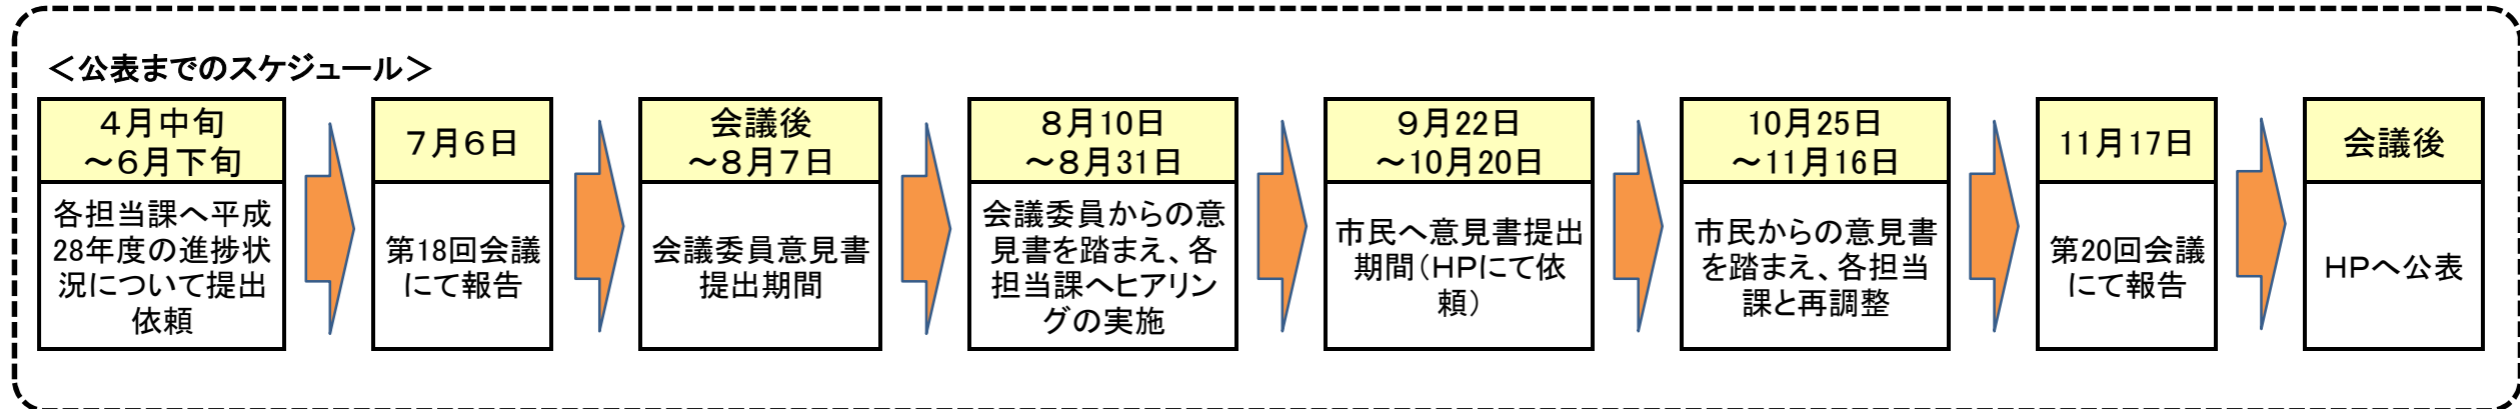 ＜公表までのスケジュール＞
４月中旬
～６月下旬
各担当課へ平成
28年度の進捗状
況について提出
依頼
７月６日
第18回会議
にて報告
会議後
～８月７日
会議委員意見書
提出期間
８月10日
～８月31日
会議委員からの意
見書を踏まえ、各
担当課へヒアリン
グの実施
９月22日
～10月20日
市民へ意見書提出
期間（ＨＰにて依
頼）
10月25日
～11月16日
市民からの意見書
を踏まえ、各担当
課と再調整
11月17日
第20回会議
にて報告
会議後
ＨＰへ公表